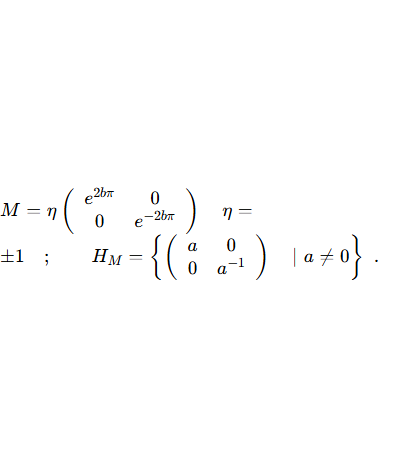 M = η ( e^{2bπ} 0 ; 0 e^{−2bπ} )    η =
±1 ;    H_M = { ( a 0 ; 0 a^{−1} ) | a ≠ 0 } .